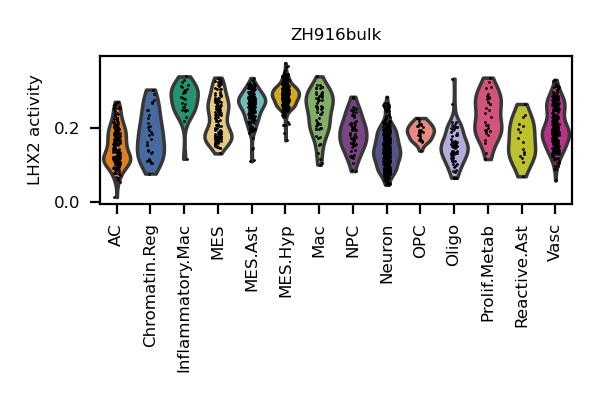 ZH916bulk
LHX2 activity
0.2
0.0
AC
Chromatin.Reg
Inflammatory.Mac
MES
MES.Ast
MES.Hyp
Mac
NPC
Neuron
OPC
Oligo
Prolif.Metab
Reactive.Ast
Vasc